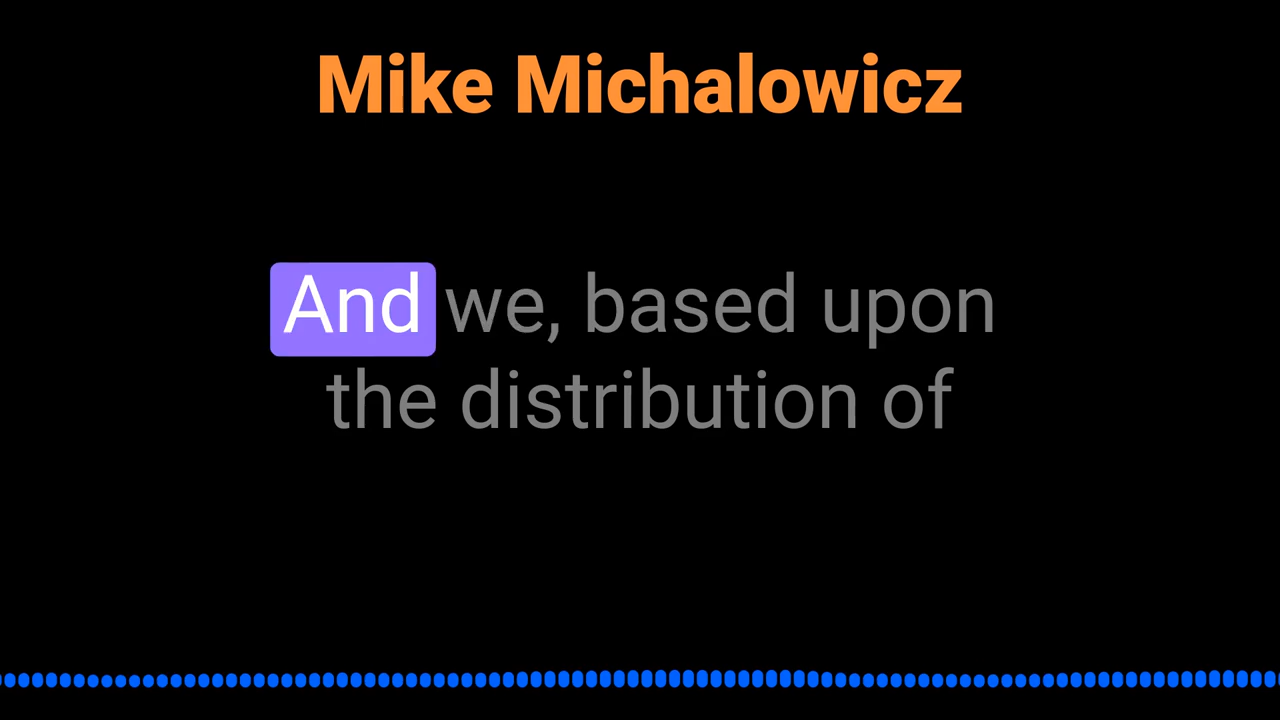 Mike Michalowicz
And we, based upon
the distribution of